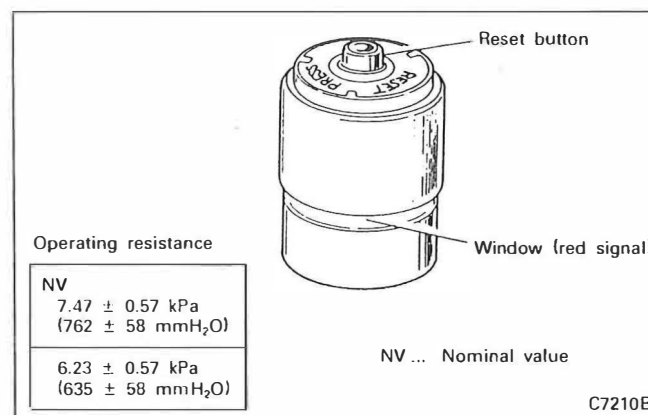 Reset button
PRESS RESET
Operating resistance
Window (red signal
NV
7.47 ± 0.57 kPa
(762 ± 58 mmH₂O)
6.23 ± 0.57 kPa
(635 ± 58 mmH₂O)
NV ... Nominal value
C7210B